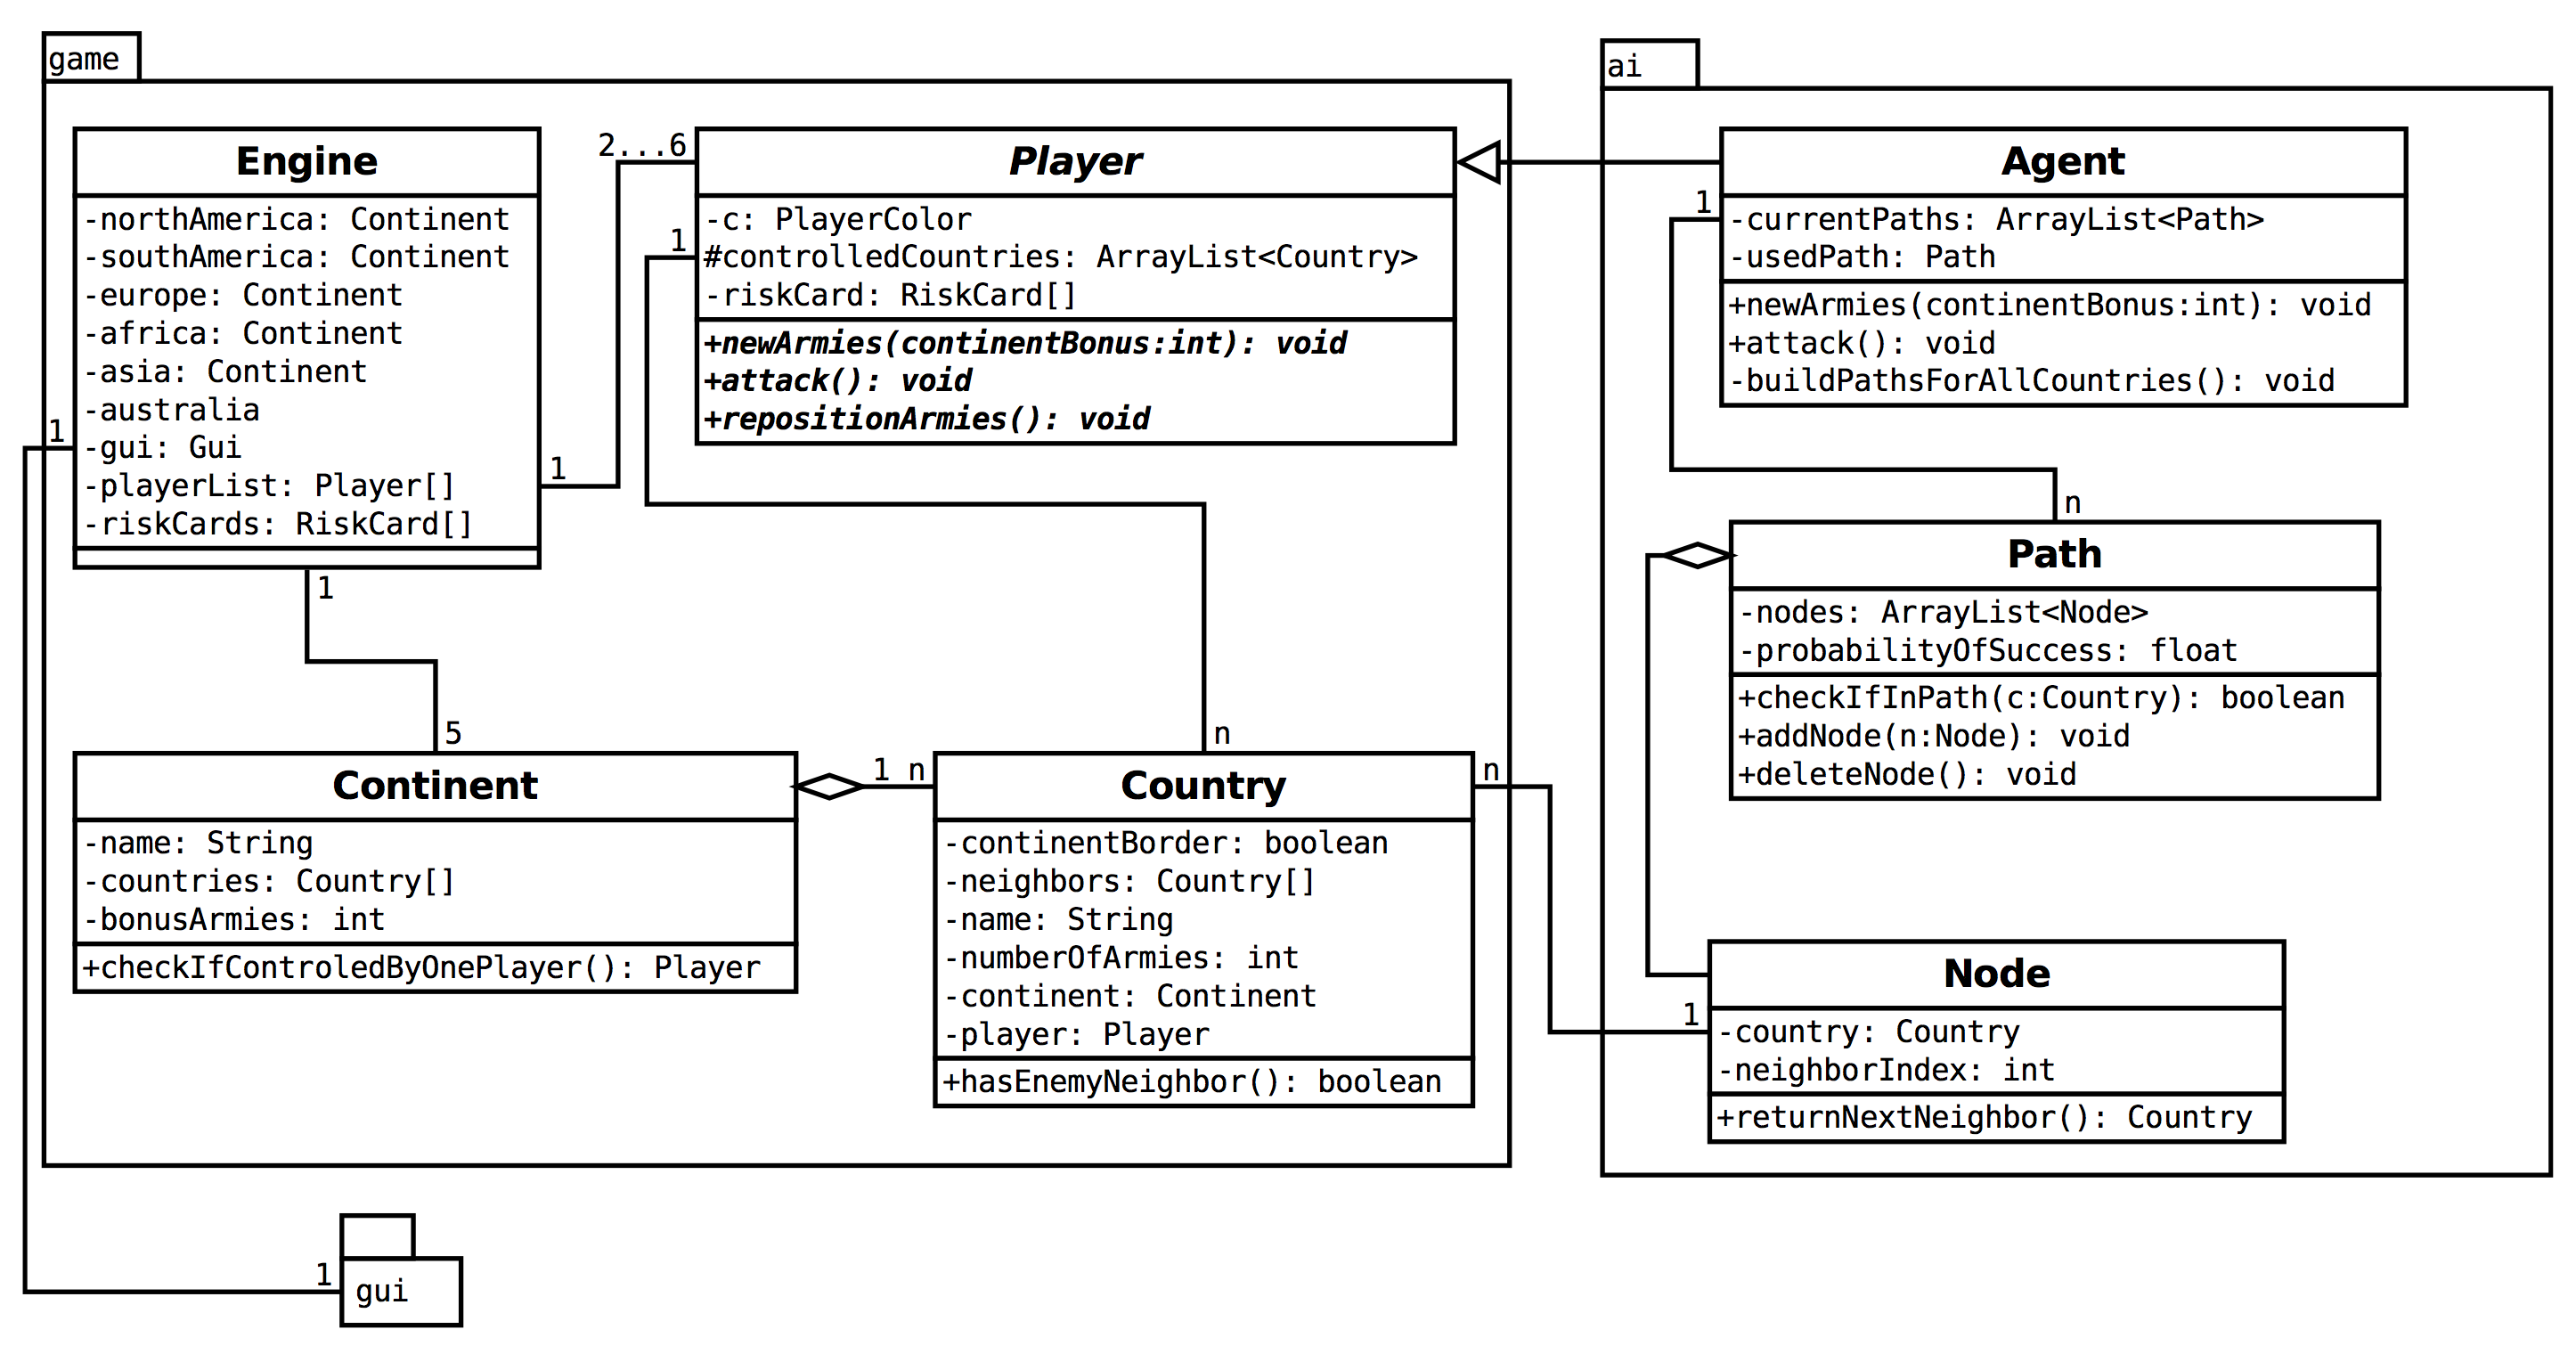 game
Engine
-northAmerica: Continent
-southAmerica: Continent
-europe: Continent
-africa: Continent
-asia: Continent
-australia
-gui: Gui
-playerList: Player[]
-riskCards: RiskCard[]
1
1
1
2...6
Player
-c: PlayerColor
#controlledCountries: ArrayList<Country>
-riskCard: RiskCard[]
+newArmies(continentBonus:int): void
+attack(): void
+repositionArmies(): void
1
n
5
Continent
-name: String
-countries: Country[]
-bonusArmies: int
+checkIfControledByOnePlayer(): Player
1 n
Country
-continentBorder: boolean
-neighbors: Country[]
-name: String
-numberOfArmies: int
-continent: Continent
-player: Player
+hasEnemyNeighbor(): boolean
n
ai
Agent
-currentPaths: ArrayList<Path>
-usedPath: Path
+newArmies(continentBonus:int): void
+attack(): void
-buildPathsForAllCountries(): void
1
n
Path
-nodes: ArrayList<Node>
-probabilityOfSuccess: float
+checkIfInPath(c:Country): boolean
+addNode(n:Node): void
+deleteNode(): void
Node
-country: Country
-neighborIndex: int
+returnNextNeighbor(): Country
1
1
gui